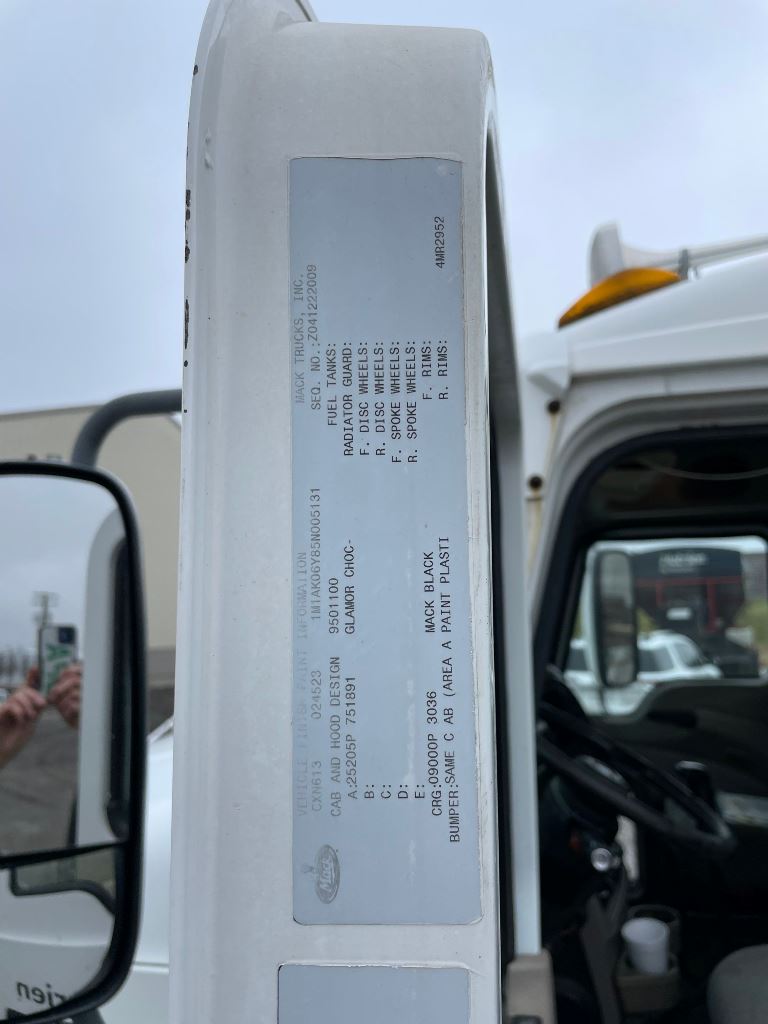 Mack
MACK TRUCKS, INC.
VEHICLE FINISH PAINT INFORMATION
CXN613 024523 1M1AK06Y85N005131 SEQ. NO.:Z041222009
CAB AND HOOD DESIGN 9501100 FUEL TANKS:
A:25205P 751891 GLAMOR CHOC- RADIATOR GUARD:
B: F. DISC WHEELS:
C: R. DISC WHEELS:
D: F. SPOKE WHEELS:
E: R. SPOKE WHEELS:
CRG:09000P 3036 MACK BLACK F. RIMS:
BUMPER:SAME C AB (AREA A PAINT PLASTI R. RIMS: 4MR2952